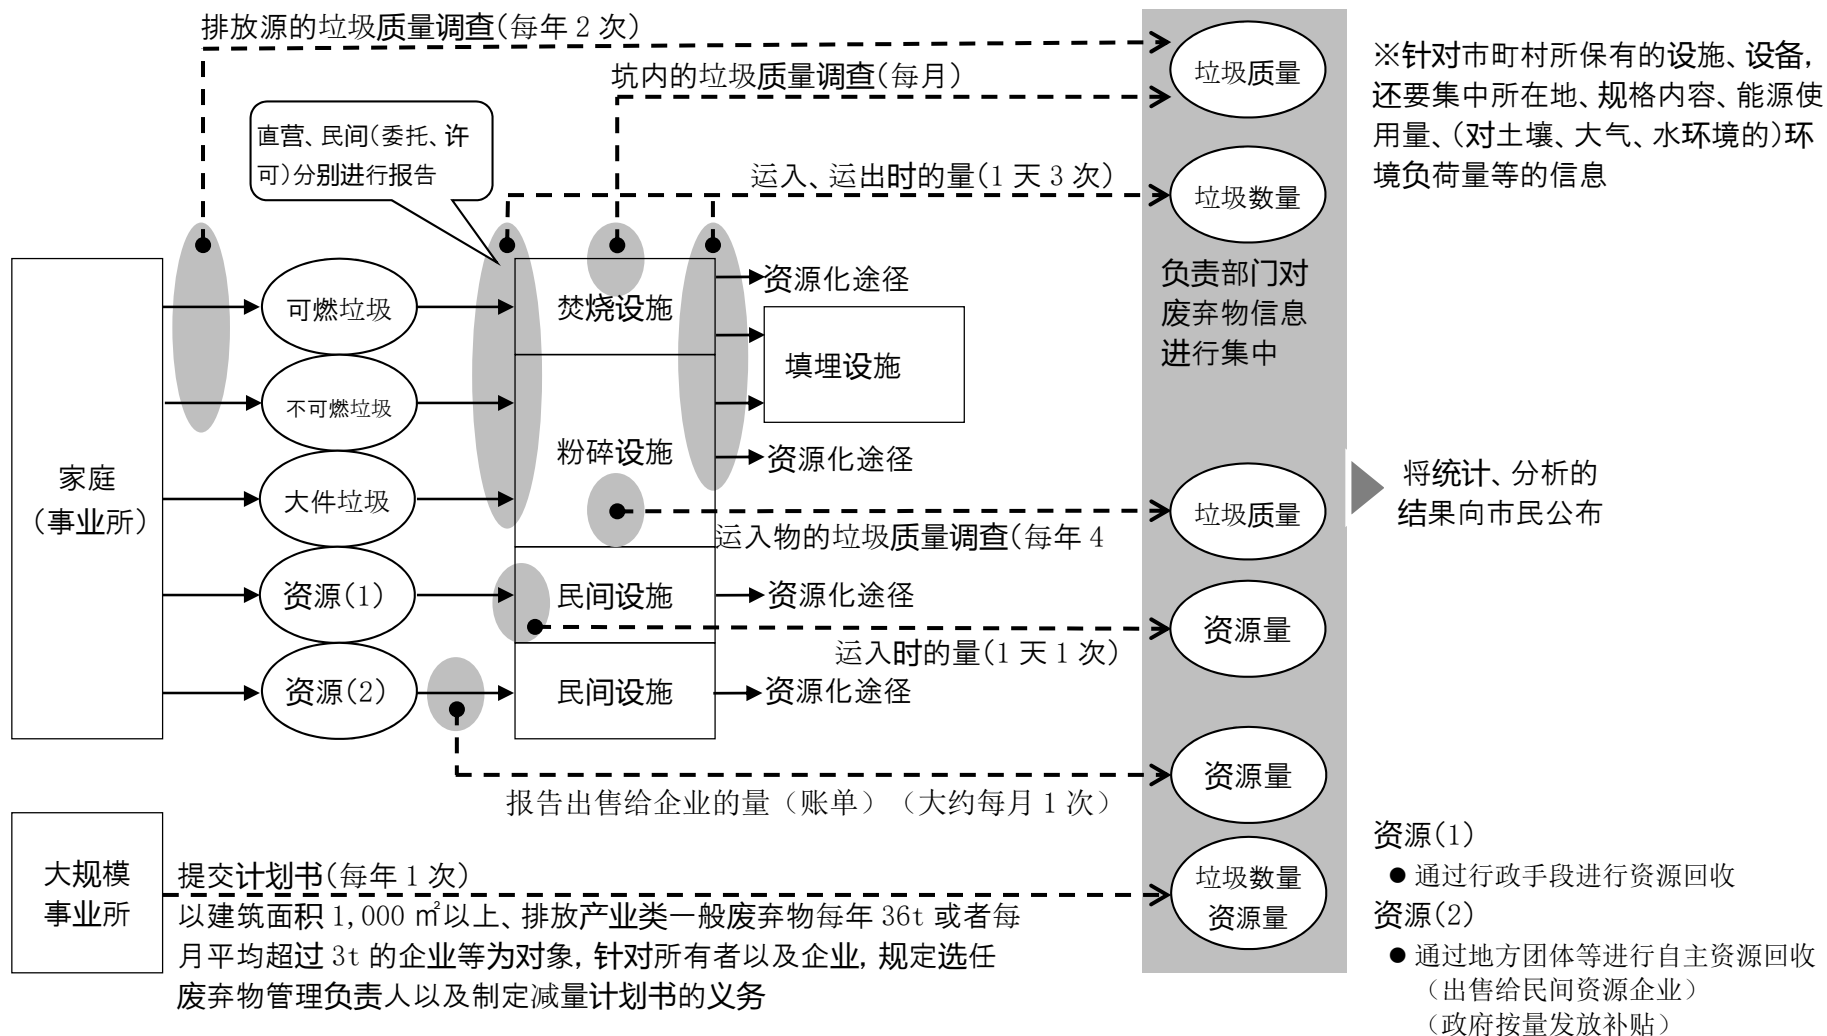 排放源的垃圾质量调查(每年 2 次)
坑内的垃圾质量调查(每月)
直营、民间(委托、许
可)分别进行报告
运入、运出时的量(1 天 3 次)
垃圾质量
垃圾数量
※针对市町村所保有的设施、设备,
还要集中所在地、规格内容、能源使
用量、(对土壤、大气、水环境的)环
境负荷量等的信息
负责部门对
废弃物信息
进行集中
家庭
(事业所)
可燃垃圾
不可燃垃圾
大件垃圾
资源(1)
资源(2)
焚烧设施
粉碎设施
民间设施
民间设施
资源化途径
填埋设施
资源化途径
运入物的垃圾质量调查(每年 4
资源化途径
运入时的量(1 天 1 次)
资源化途径
垃圾质量
资源量
资源量
将统计、分析的
结果向市民公布
报告出售给企业的量（账单）（大约每月 1 次）
大规模
事业所
提交计划书(每年 1 次)
以建筑面积 1,000 ㎡以上、排放产业类一般废弃物每年 36t 或者每
月平均超过 3t 的企业等为对象, 针对所有者以及企业, 规定选任
废弃物管理负责人以及制定减量计划书的义务
垃圾数量
资源量
资源(1)
● 通过行政手段进行资源回收
资源(2)
● 通过地方团体等进行自主资源回收
（出售给民间资源企业）
（政府按量发放补贴）